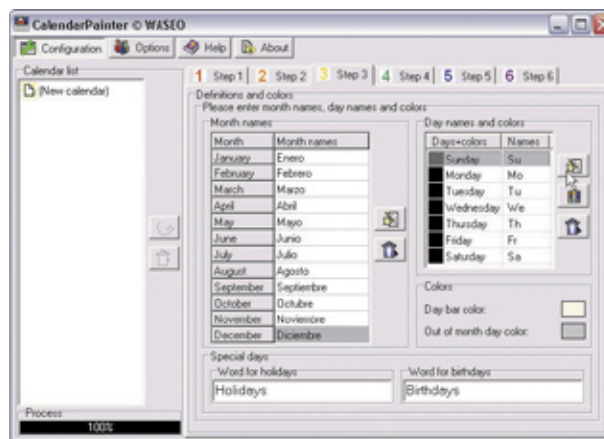 CalendarPainter © WASEO
Configuration Options Help About
Calendar list
(New calendar)
1 Step 1 2 Step 2 3 Step 3 4 Step 4 5 Step 5 6 Step 6
Definitions and colors
Please enter month names, day names and colors
Month names
Month Month names
January Enero
February Febrero
March Marzo
April Abril
May Mayo
June Junio
July Julio
August Agosto
September Septiembre
October Octubre
November Noviembre
December Diciembre
Day names and colors
Days+colors Names
Sunday Su
Monday Mo
Tuesday Tu
Wednesday We
Thursday Th
Friday Fr
Saturday Sa
Colors
Day bar color:
Out of month day color:
Special days
Word for holidays
Holidays
Word for birthdays
Birthdays
Process
100%